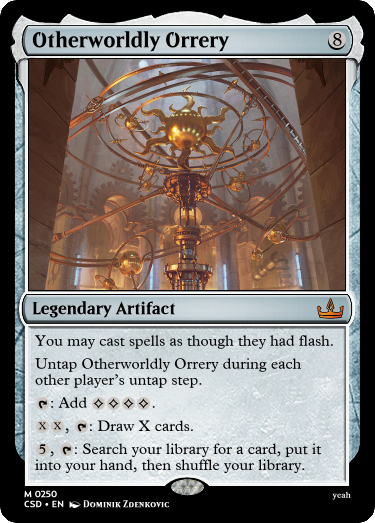 Otherworldly Orrery 8
Legendary Artifact
You may cast spells as though they had flash.
Untap Otherworldly Orrery during each
other player's untap step.
: Add .
X X, : Draw X cards.
5, : Search your library for a card, put it
into your hand, then shuffle your library.
M 0250
yeah
CSD • EN Dominik Zdenkovic